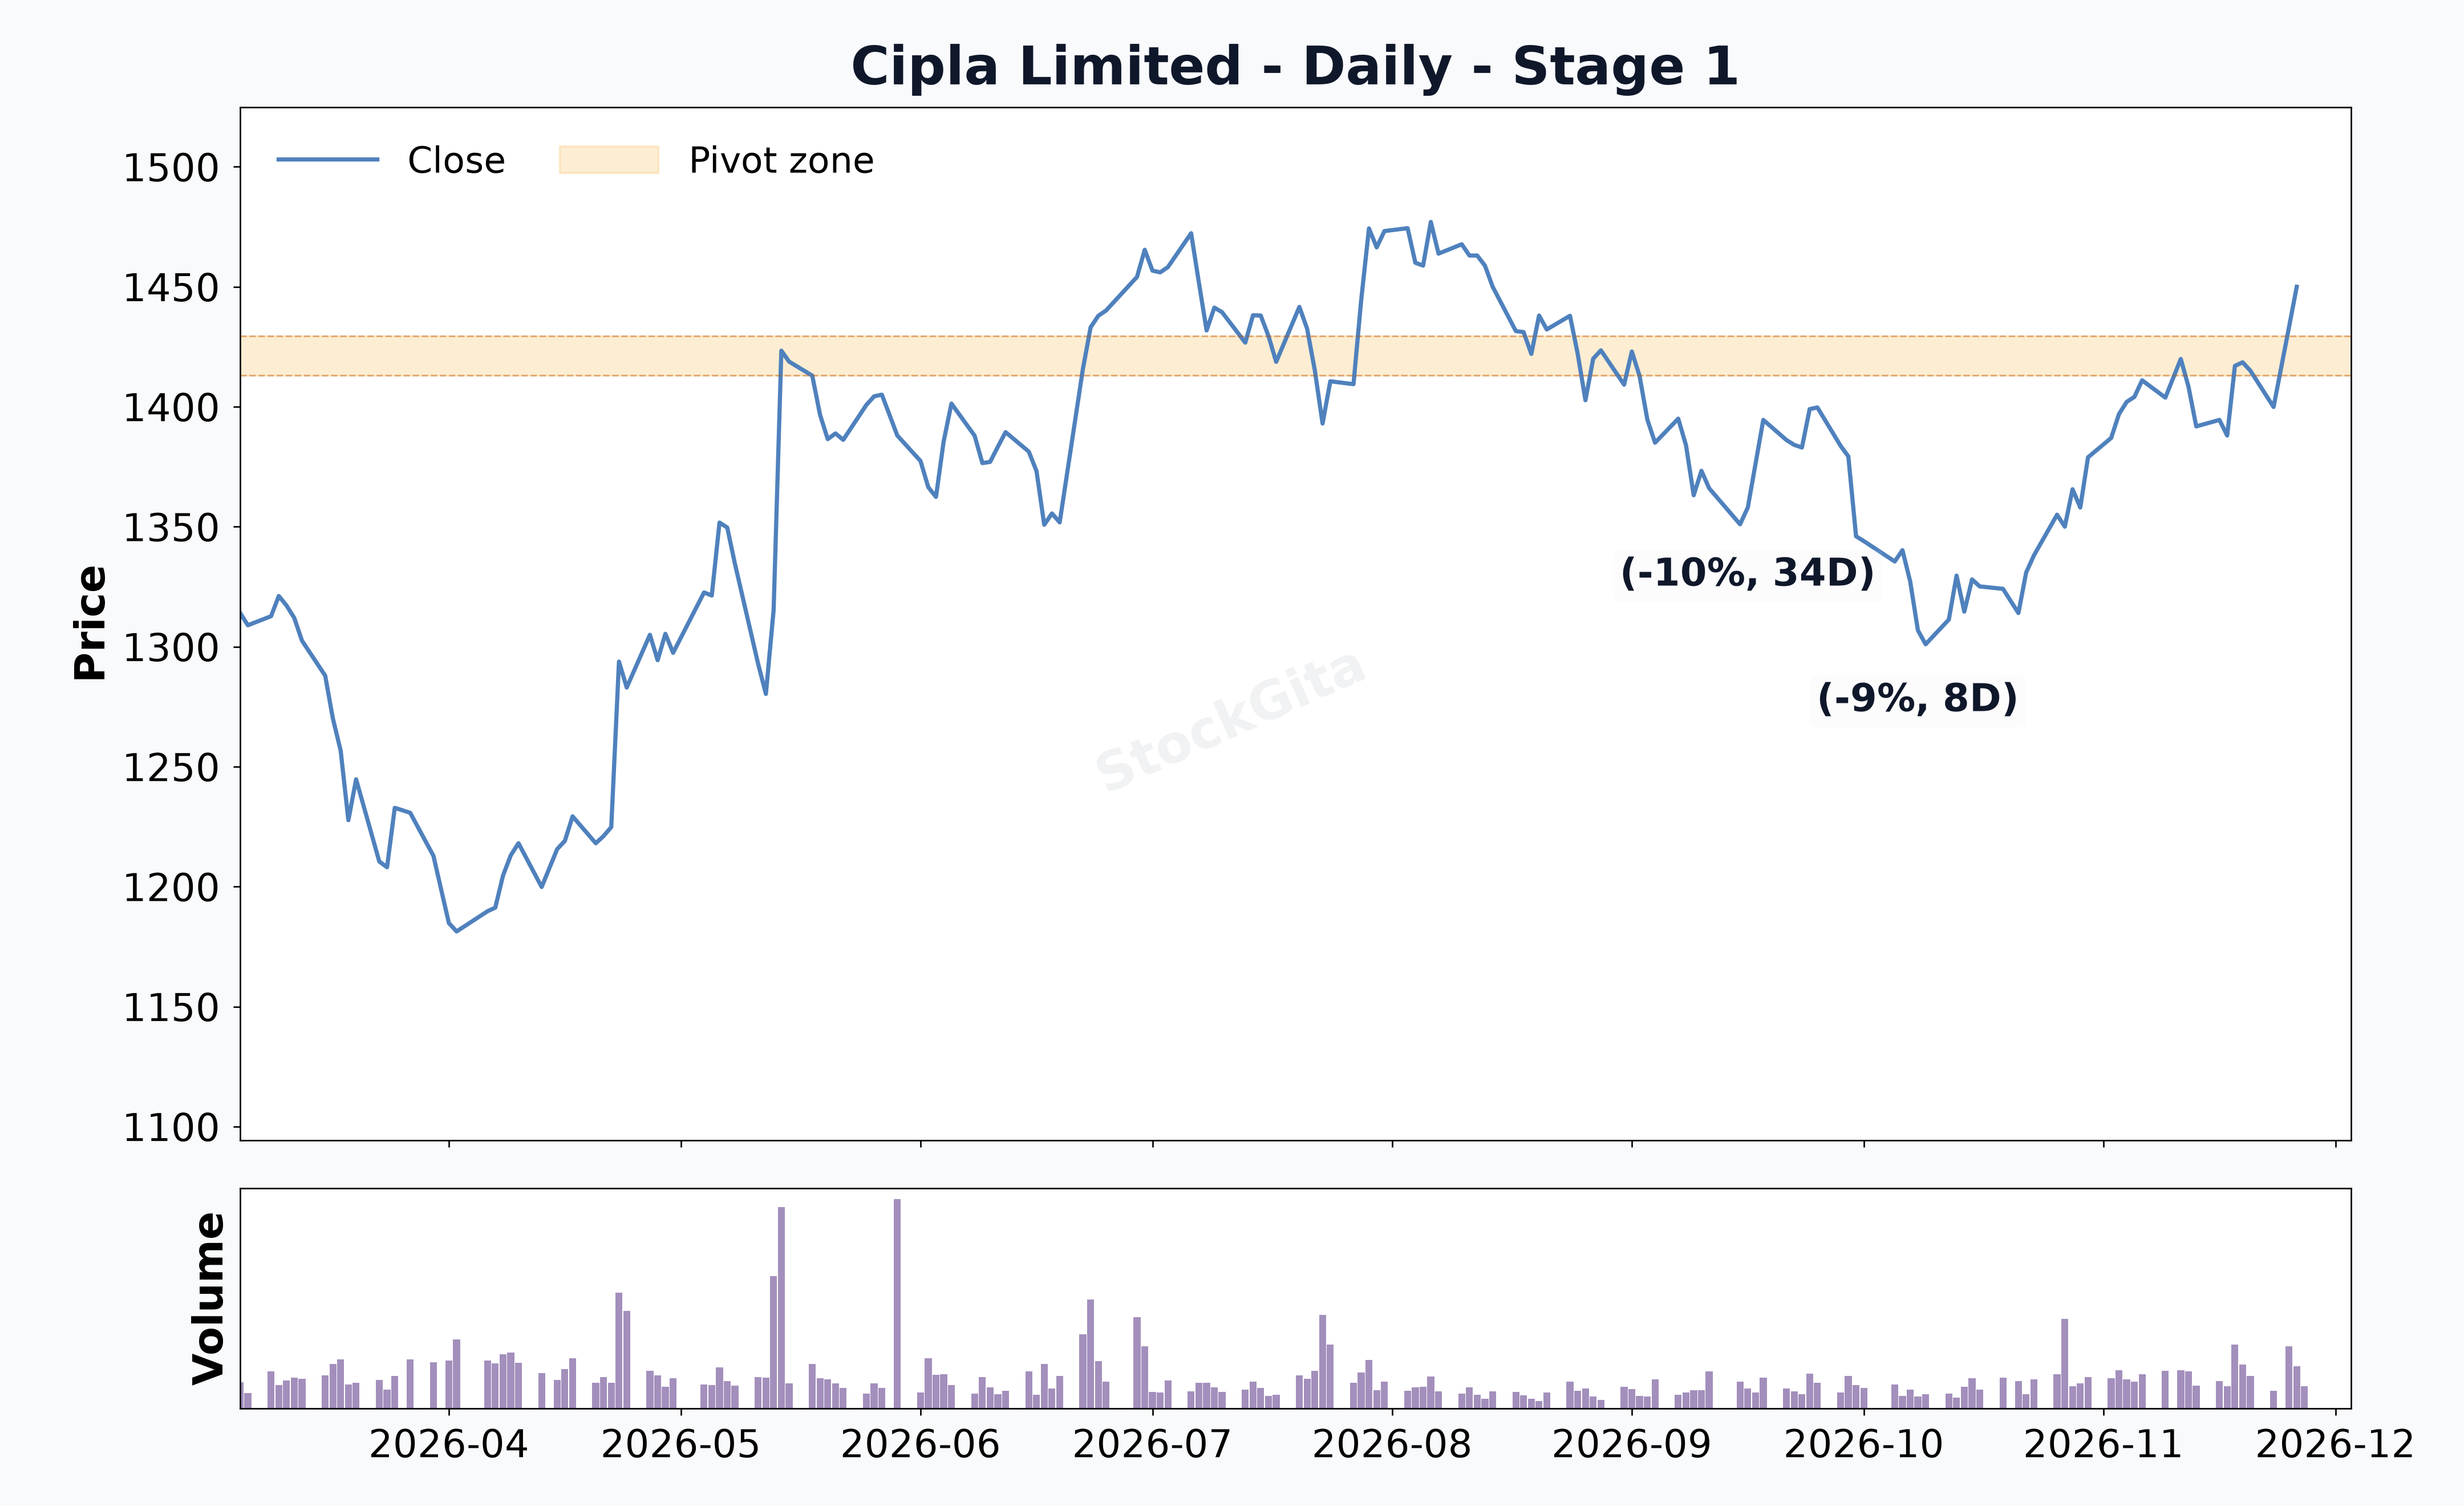 Cipla Limited - Daily - Stage 1
Close
Pivot zone
Price
1500
1450
1400
1350
1300
1250
1200
1150
1100
(-10%, 34D)
(-9%, 8D)
StockGita
Volume
2026-04
2026-05
2026-06
2026-07
2026-08
2026-09
2026-10
2026-11
2026-12